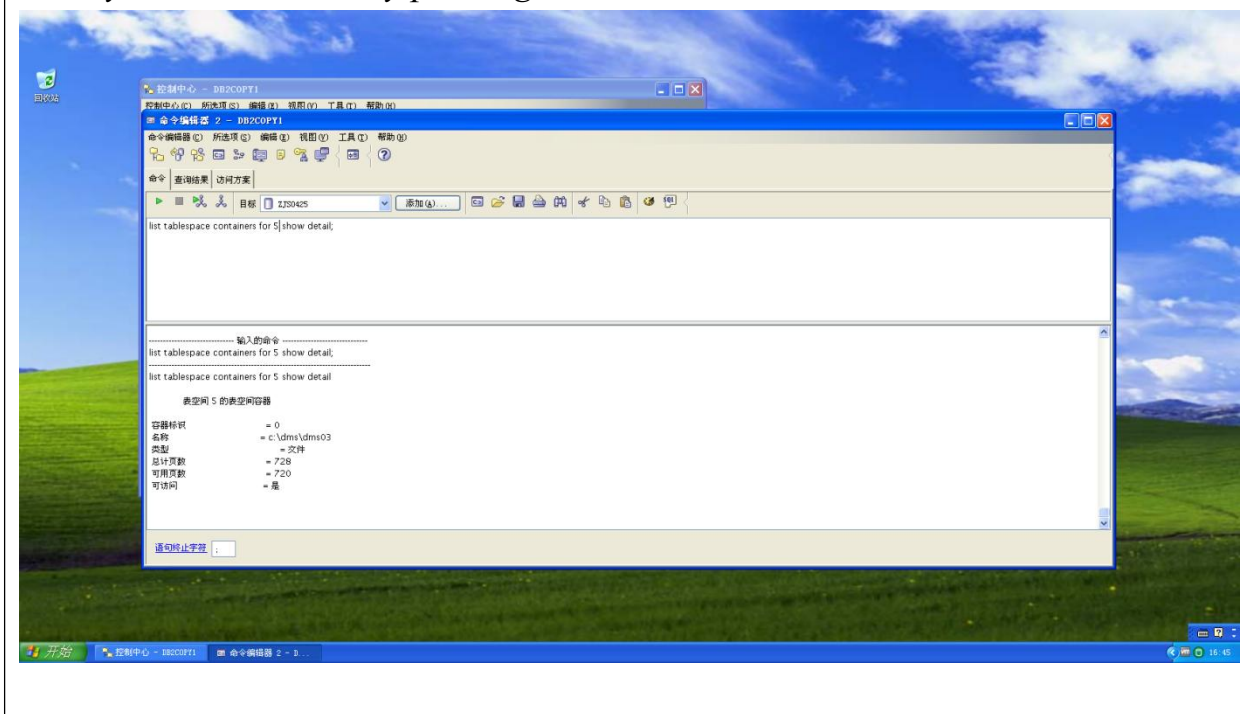 回收站
控制中心 - DB2COPY1
控制中心(C) 所选项(S) 编辑(E) 视图(V) 工具(T) 帮助(H)
命令编辑器 2 - DB2COPY1
命令编辑器(C) 所选项(S) 编辑(E) 视图(V) 工具(T) 帮助(H)
命令 查询结果 访问方案
目标 ZJS0425 添加(A)...
list tablespace containers for 5 show detail;
------------------------------ 输入的命令 ------------------------------
list tablespace containers for 5 show detail;
------------------------------------------------------------------------------
list tablespace containers for 5 show detail
表空间 5 的表空间容器
容器标识 = 0
名称 = c:\dms\dms03
类型 = 文件
总计页数 = 728
可用页数 = 720
可访问 = 是
语句终止字符 ;
开始 控制中心 - DB2COPY1 命令编辑器 2 - D... 16:45